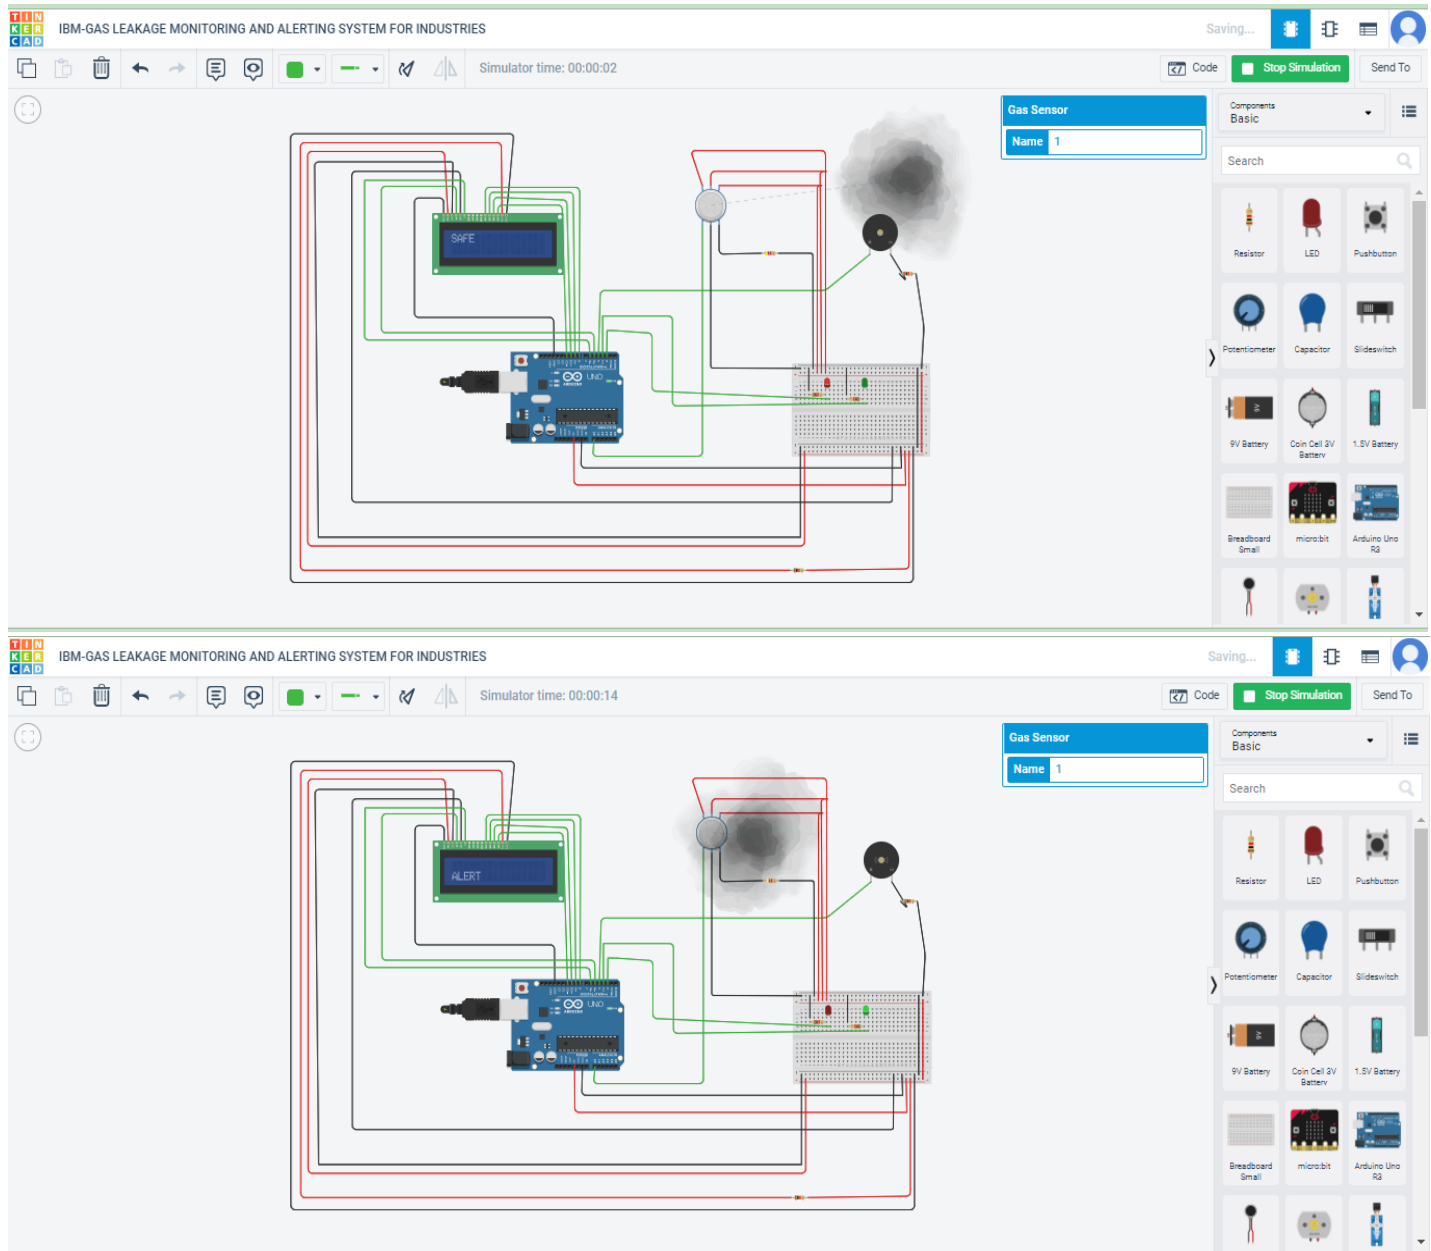 TIN
KER
CAD
IBM-GAS LEAKAGE MONITORING AND ALERTING SYSTEM FOR INDUSTRIES
Saving...
Simulator time: 00:00:02
Code
Stop Simulation
Send To
Gas Sensor
Name 1
Components
Basic
Search
SAFE
UNO
ARDUINO
Resistor LED Pushbutton
Potentiometer Capacitor Slideswitch
9V
9V Battery Coin Cell 3V Battery 1.5V Battery
Breadboard Small micro:bit Arduino Uno R3
TIN
KER
CAD
IBM-GAS LEAKAGE MONITORING AND ALERTING SYSTEM FOR INDUSTRIES
Saving...
Simulator time: 00:00:14
Code
Stop Simulation
Send To
Gas Sensor
Name 1
Components
Basic
Search
ALERT
UNO
ARDUINO
Resistor LED Pushbutton
Potentiometer Capacitor Slideswitch
9V
9V Battery Coin Cell 3V Battery 1.5V Battery
Breadboard Small micro:bit Arduino Uno R3